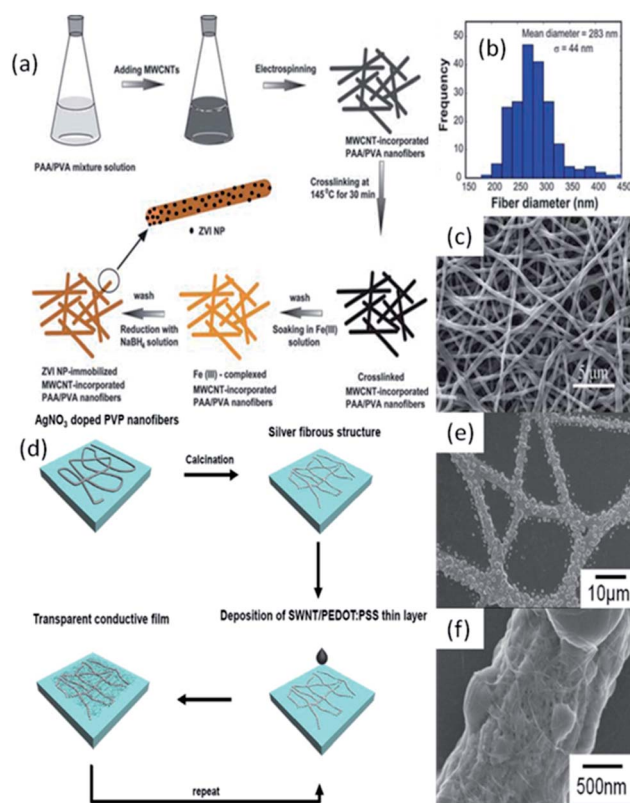 (a)
Adding MWCNTs
Electrospinning
PAA/PVA mixture solution
MWCNT-incorporated
PAA/PVA nanofibers
Crosslinking at
145⁰C for 30 min
ZVI NP
wash
Reduction with
NaBH₄ solution
wash
Soaking in Fe(III)
solution
ZVI NP-immobilized
MWCNT-incorporated
PAA/PVA nanofibers
Fe (III) - complexed
MWCNT-incorporated
PAA/PVA nanofibers
Crosslinked
MWCNT-incorporated
PAA/PVA nanofibers
(b)
Mean diameter = 283 nm
σ = 44 nm
Frequency
50
40
30
20
10
0
150 200 250 300 350 400 450
Fiber diameter (nm)
(c)
5 μm
AgNO₃ doped PVP nanofibers
(d)
Calcination
Silver fibrous structure
Transparent conductive film
Deposition of SWNT/PEDOT:PSS thin layer
repeat
(e)
10μm
(f)
500nm